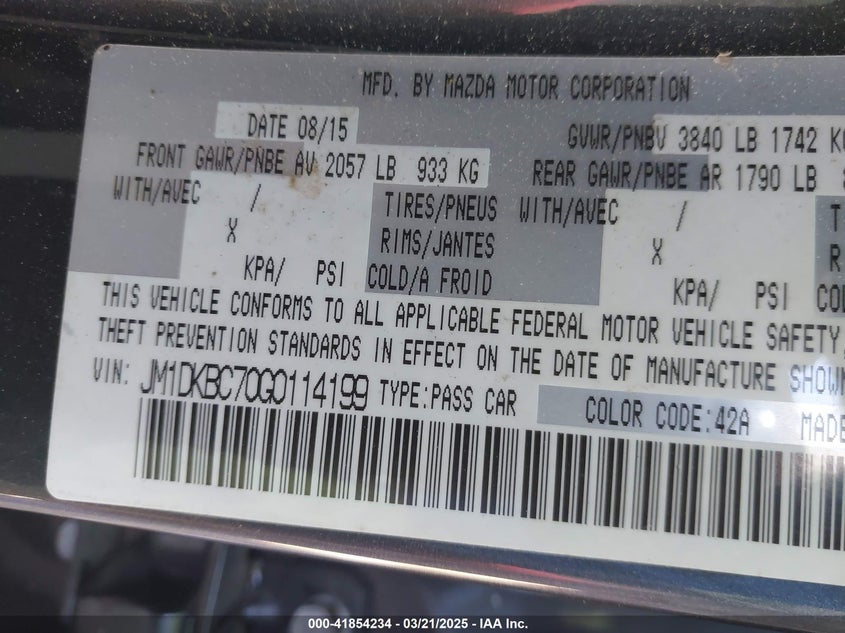 MFD. BY MAZDA MOTOR CORPORATION
DATE 08/15 GVWR/PNBV 3840 LB 1742 KG
FRONT GAWR/PNBE AV 2057 LB 933 KG REAR GAWR/PNBE AR 1790 LB 8
WITH/AVEC / TIRES/PNEUS WITH/AVEC / T
X RIMS/JANTES X R
KPA/ PSI COLD/A FROID KPA/ PSI COL
THIS VEHICLE CONFORMS TO ALL APPLICABLE FEDERAL MOTOR VEHICLE SAFETY,
THEFT PREVENTION STANDARDS IN EFFECT ON THE DATE OF MANUFACTURE SHOWN
VIN: JM1DKBC70G0114199 TYPE:PASS CAR COLOR CODE:42A MADE
000-41854234 - 03/21/2025 - IAA Inc.